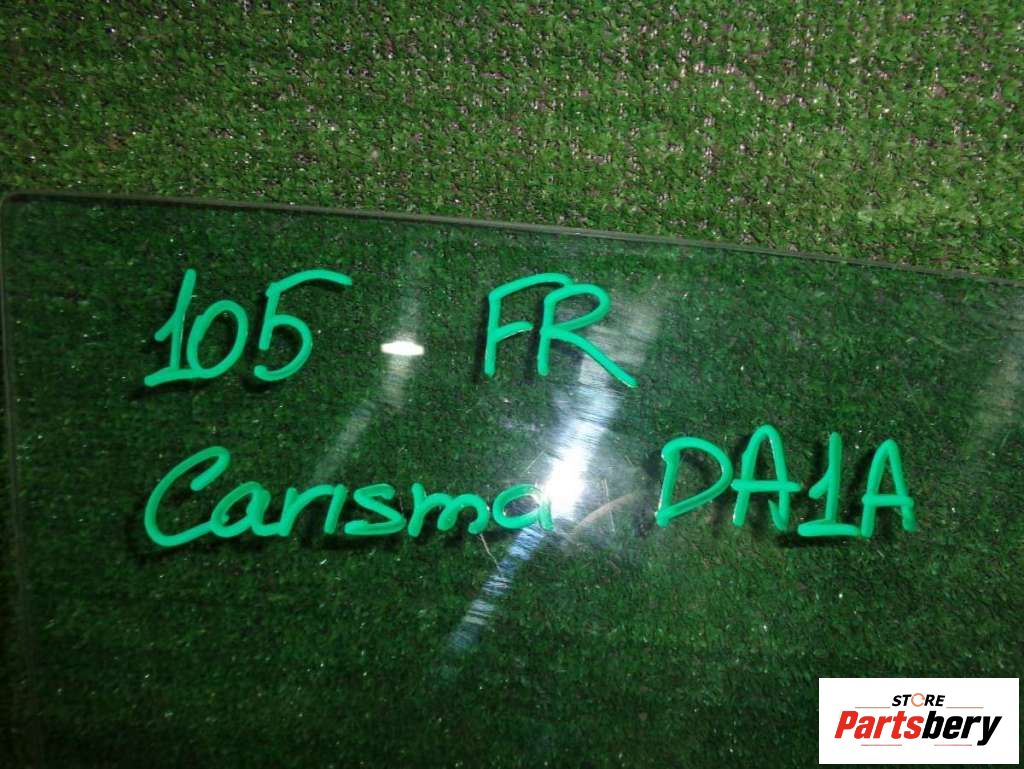 105 FR
Carisma DA1A
STORE
Partsbery